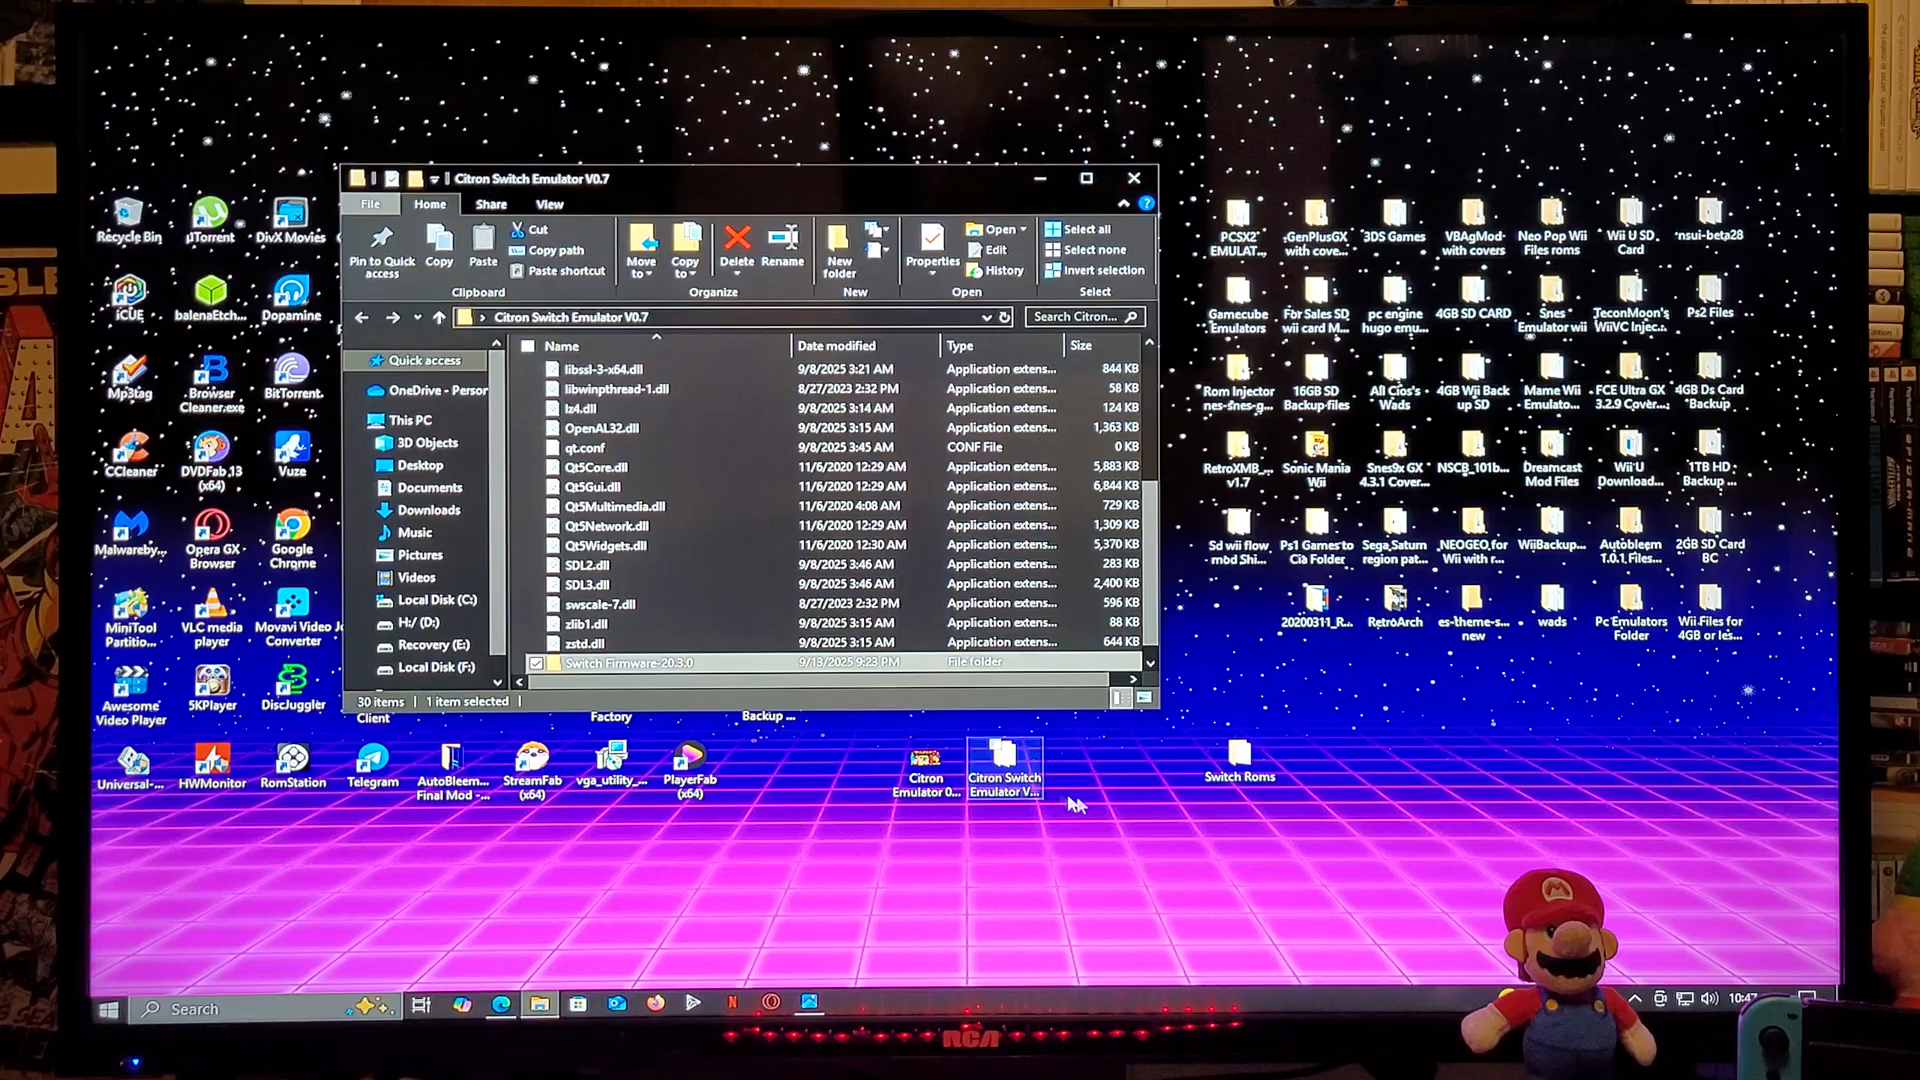 Citron Switch Emulator V0.7
File
Home
Share
View
Pin to Quick access
Copy
Paste
Cut
Copy path
Paste shortcut
Clipboard
Move to
Copy to
Delete
Rename
Organize
New folder
New
Properties
Open
Edit
History
Open
Select all
Select none
Invert selection
Select
Citron Switch Emulator V0.7
Search Citron...
Quick access
OneDrive - Person
This PC
3D Objects
Desktop
Documents
Downloads
Music
Pictures
Videos
Local Disk (C:)
H:/ (D:)
Recovery (E:)
Local Disk (F:)
Name Date modified Type Size
libssl-3-x64.dll 9/8/2025 3:21 AM Application extens... 844 KB
libwinpthread-1.dll 8/27/2023 2:32 PM Application extens... 58 KB
lz4.dll 9/8/2025 3:14 AM Application extens... 124 KB
OpenAL32.dll 9/8/2025 3:15 AM Application extens... 1,363 KB
qt.conf 9/8/2025 3:45 AM CONF File 0 KB
Qt5Core.dll 11/6/2020 12:29 AM Application extens... 5,883 KB
Qt5Gui.dll 11/6/2020 12:29 AM Application extens... 6,844 KB
Qt5Multimedia.dll 11/6/2020 4:08 AM Application extens... 729 KB
Qt5Network.dll 11/6/2020 12:29 AM Application extens... 1,309 KB
Qt5Widgets.dll 11/6/2020 12:30 AM Application extens... 5,370 KB
SDL2.dll 9/8/2025 3:46 AM Application extens... 283 KB
SDL3.dll 9/8/2025 3:46 AM Application extens... 2,400 KB
swscale-7.dll 8/27/2023 2:32 PM Application extens... 596 KB
zlib1.dll 9/8/2025 3:15 AM Application extens... 88 KB
zstd.dll 9/8/2025 3:15 AM Application extens... 644 KB
Switch Firmware-20.3.0 9/13/2025 9:23 PM File folder
30 items
1 item selected
Recycle Bin
µTorrent
DivX Movies
iCUE
balenaEtch...
Dopamine
Mp3tag
Browser Cleaner.exe
BitTorrent
CCleaner
DVDFab 13 (x64)
Vuze
Malwareby...
Opera GX Browser
Google Chrome
MiniTool Partitio...
VLC media player
Movavi Video Converter
Awesome Video Player
5KPlayer
DiscJuggler
Client
Factory
Backup ...
Universal-...
HWMonitor
RomStation
Telegram
AutoBleem... Final Mod -...
StreamFab (x64)
vga_utility_...
PlayerFab (x64)
Citron Emulator 0...
Citron Switch Emulator V...
Switch Roms
PCSX2 EMULAT...
GenPlusGX with cove...
3DS Games
VBAgMod with covers
Neo Pop Wii Files roms
Wii U SD Card
nsui-beta28
Gamecube Emulators
For Sales SD wii card M...
pc engine hugo emu...
4GB SD CARD
Snes Emulator wii
TeconMoon's WiiVC Injec...
Ps2 Files
Rom Injector nes-snes-g...
16GB SD Backup files
All Cios's Wads
4GB Wii Back up SD
Mame Wii Emulato...
FCE Ultra GX 3.2.9 Cover...
4GB Ds Card Backup
RetroXMB_... v1.7
Sonic Mania Wii
Snes9x GX 4.3.1 Cover...
NSCB_101b...
Dreamcast Mod Files
Wii U Download...
1TB HD Backup ...
Sd wii flow mod Shi...
Ps1 Games to Cia Folder
Sega Saturn region pat...
NEOGEO for Wii with r...
WiiBackup...
Autobleem 1.0.1 Files...
2GB SD Card BC
20200311_R...
RetroArch
es-theme-s... new
wads
Pc Emulators Folder
Wii Files for 4GB or les...
Search
10:47
RCA